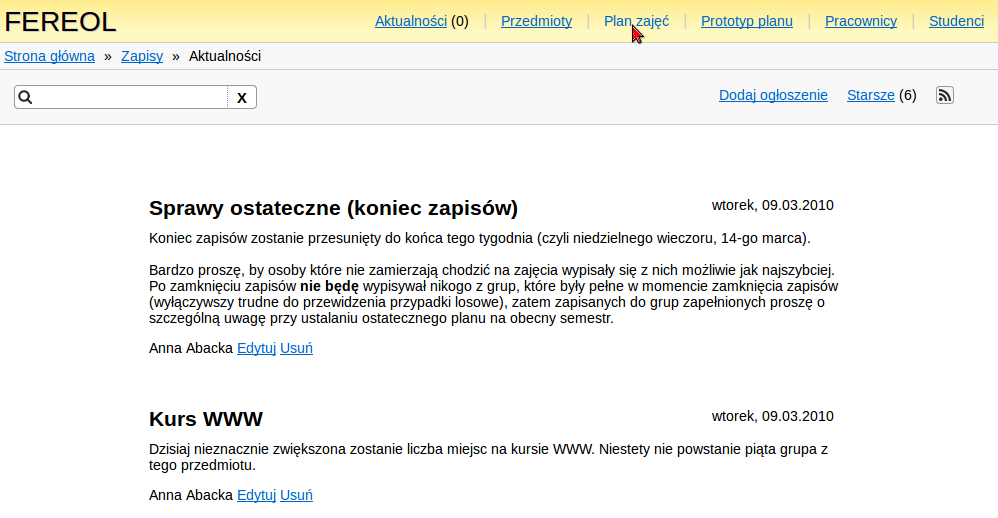 FEREOL
Aktualności (0) | Przedmioty | Plan zajęć | Prototyp planu | Pracownicy | Studenci
Strona główna » Zapisy » Aktualności
X
Dodaj ogłoszenie Starsze (6)
Sprawy ostateczne (koniec zapisów)
wtorek, 09.03.2010
Koniec zapisów zostanie przesunięty do końca tego tygodnia (czyli niedzielnego wieczoru, 14-go marca).
Bardzo proszę, by osoby które nie zamierzają chodzić na zajęcia wypisały się z nich możliwie jak najszybciej.
Po zamknięciu zapisów nie będę wypisywał nikogo z grup, które były pełne w momencie zamknięcia zapisów
(wyłączywszy trudne do przewidzenia przypadki losowe), zatem zapisanych do grup zapełnionych proszę o
szczególną uwagę przy ustalaniu ostatecznego planu na obecny semestr.
Anna Abacka Edytuj Usuń
Kurs WWW
wtorek, 09.03.2010
Dzisiaj nieznacznie zwiększona zostanie liczba miejsc na kursie WWW. Niestety nie powstanie piąta grupa z
tego przedmiotu.
Anna Abacka Edytuj Usuń